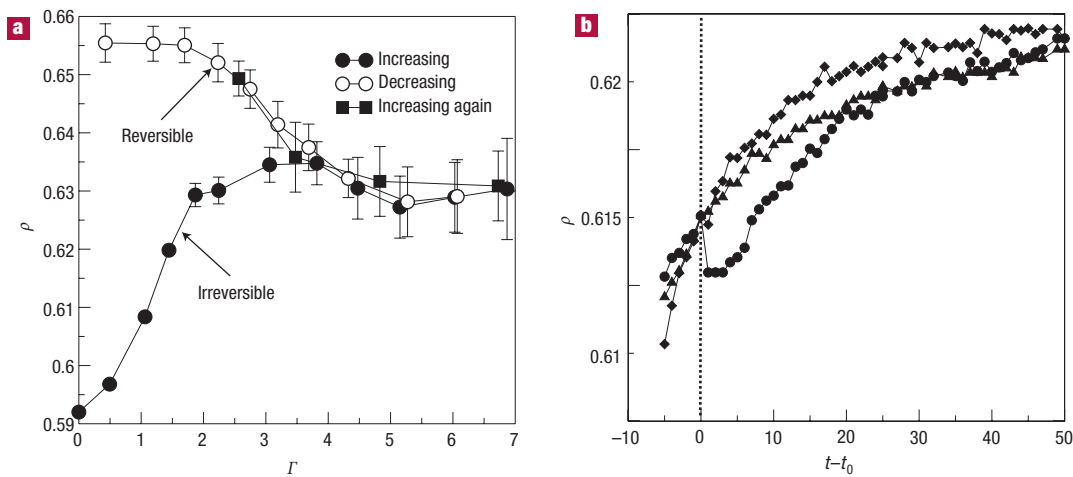 a
0.66
0.65
0.64
0.63
0.62
0.61
0.6
0.59
ρ
0 1 2 3 4 5 6 7
Γ
Increasing
Decreasing
Increasing again
Reversible
Irreversible
b
0.62
0.615
0.61
ρ
–10 0 10 20 30 40 50
t–t0